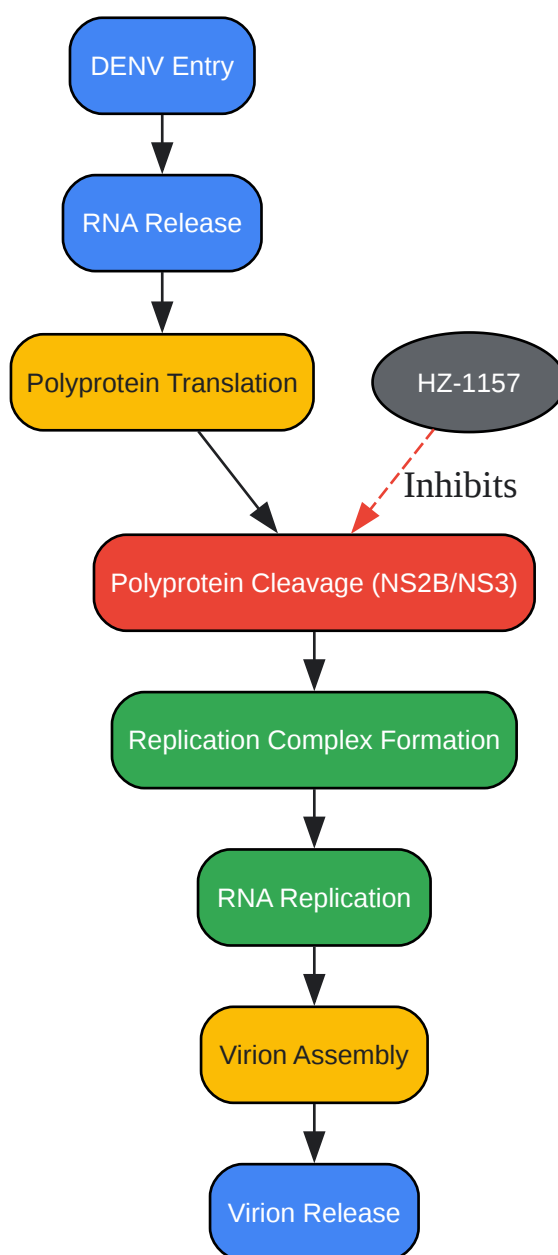 DENV Entry
RNA Release
Polyprotein Translation
HZ-1157
Inhibits
Polyprotein Cleavage (NS2B/NS3)
Replication Complex Formation
RNA Replication
Virion Assembly
Virion Release